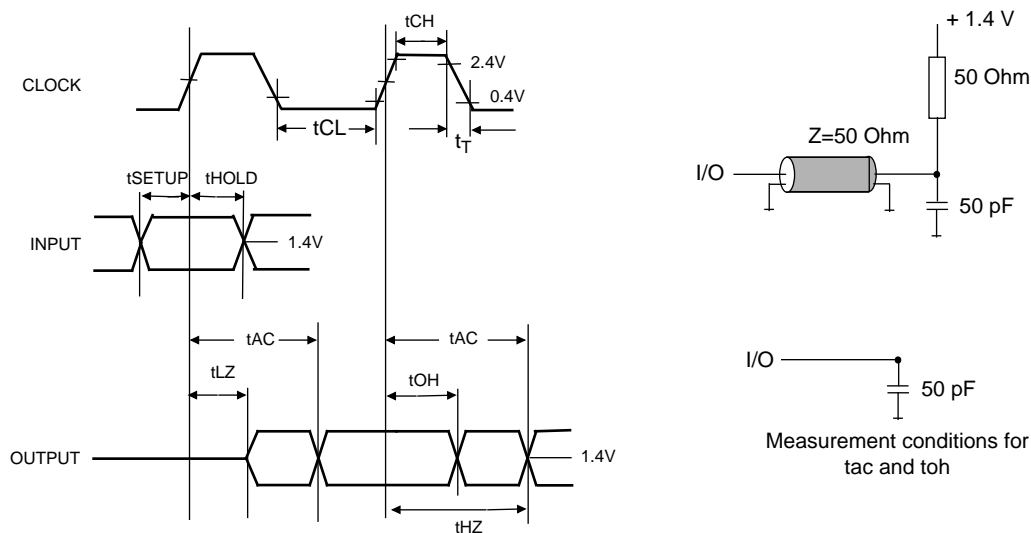 tCH
+ 1.4 V
2.4V
CLOCK
50 Ohm
0.4V
tCL
tT
Z=50 Ohm
tSETUP
tHOLD
I/O
50 pF
INPUT
1.4V
tAC
tAC
I/O
tLZ
tOH
50 pF
Measurement conditions for
tac and toh
OUTPUT
1.4V
tHZ